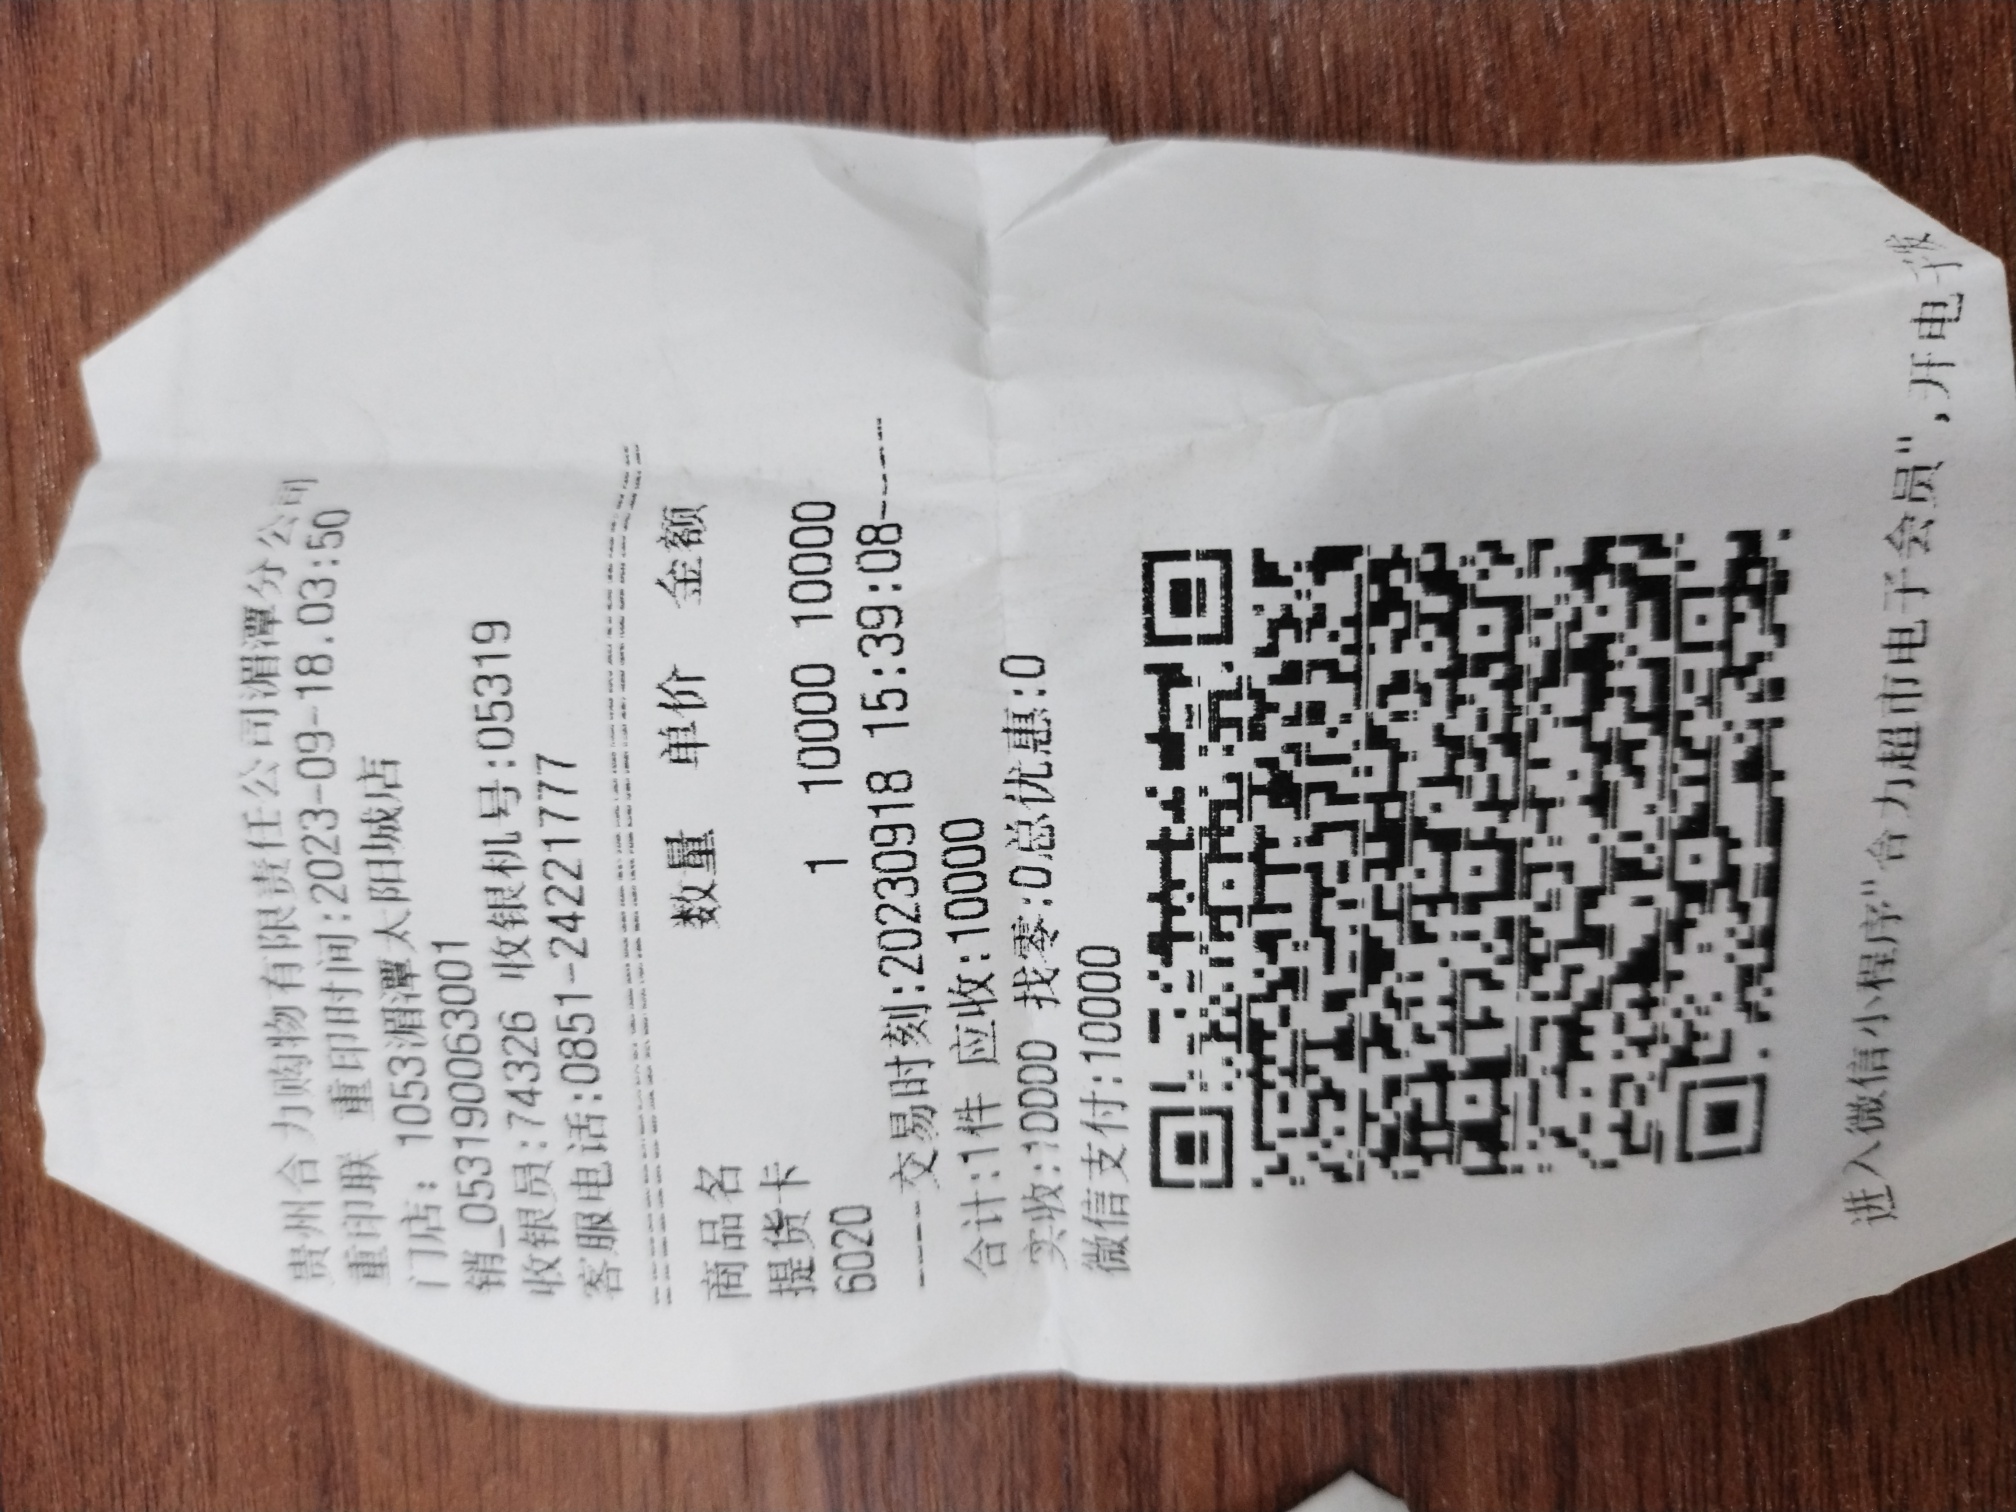 贵州合力购物有限责任公司湄潭分公司
重印联 重印时间:2023-09-18.03:50
门店: 1053湄潭太阳城店
销_053190063001
收银员:74326 收银机号:05319
客服电话:0851-24221777
商品名 数量 单价 金额
提货卡
6020 1 10000 10000
----交易时刻:20230918 15:39:08----
合计:1件 应收:10000
实收:10000 找零:0总优惠:0
微信支付:10000
进入微信小程序"合力超市电子会员",开电子